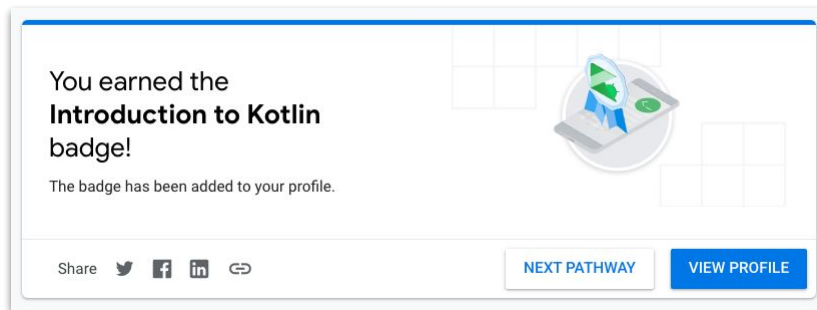 You earned the
Introduction to Kotlin
badge!
The badge has been added to your profile.
Share
NEXT PATHWAY
VIEW PROFILE